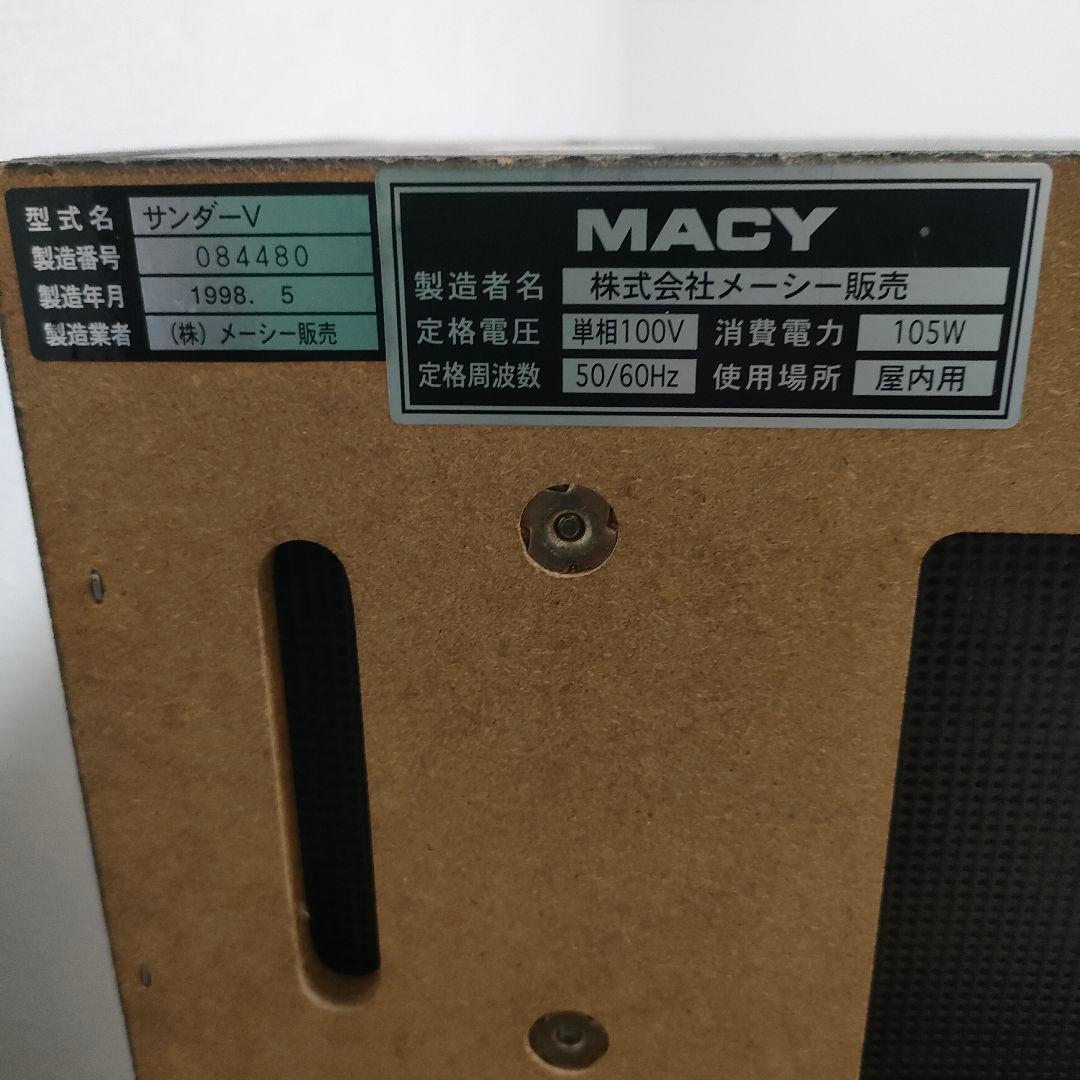 型式名 サンダーV
製造番号 084480
製造年月 1998. 5
製造業者 (株) メーシー販売
MACY
製造者名 株式会社メーシー販売
定格電圧 単相100V 消費電力 105W
定格周波数 50/60Hz 使用場所 屋内用